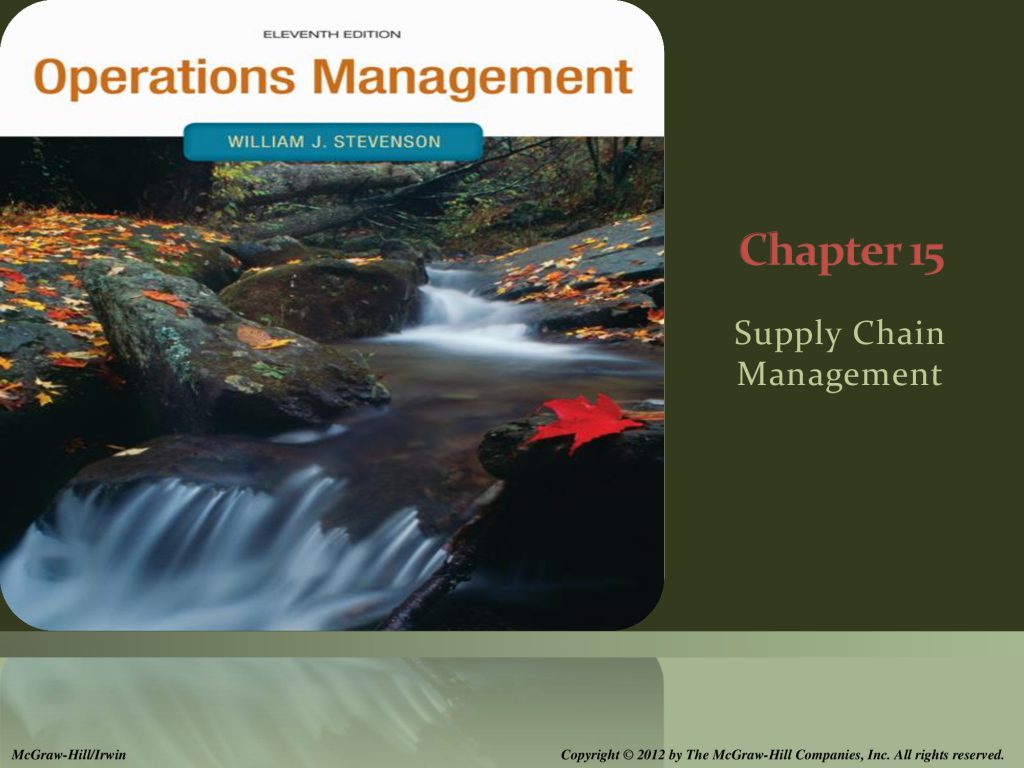 ELEVENTH EDITION
Operations Management
WILLIAM J. STEVENSON
Chapter 15
Supply Chain
Management
McGraw-Hill/Irwin
Copyright © 2012 by The McGraw-Hill Companies, Inc. All rights reserved.